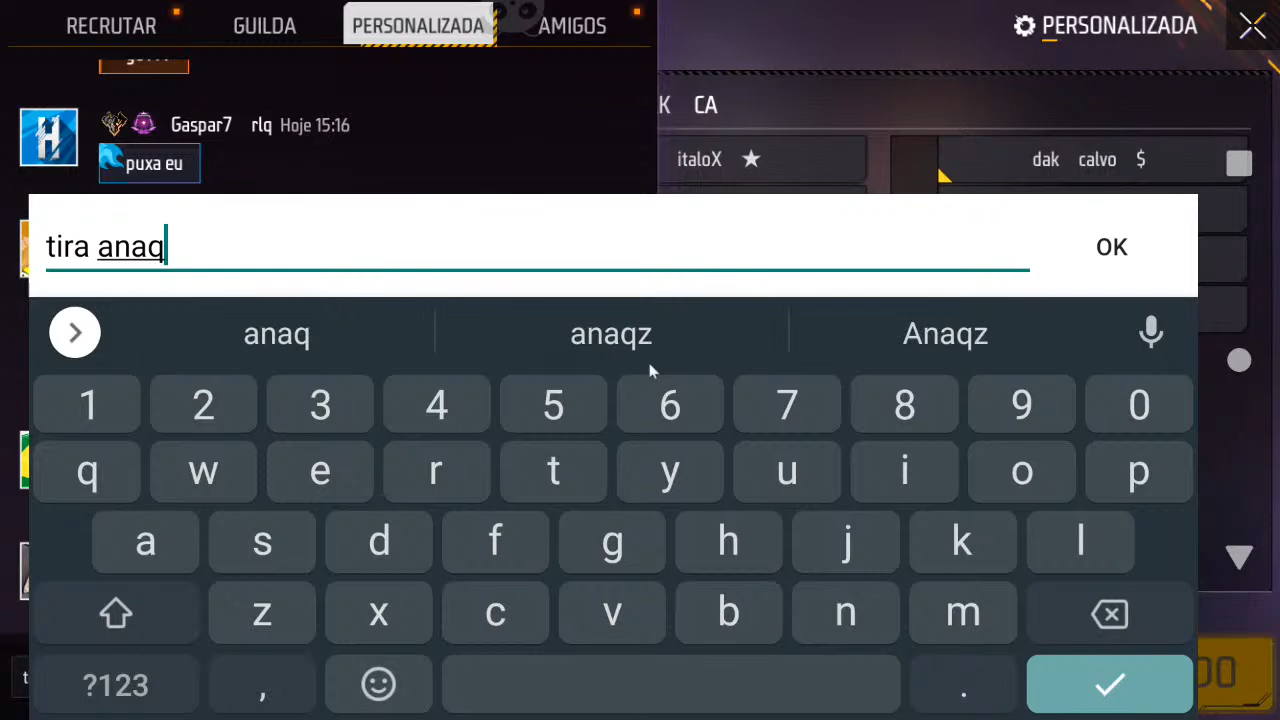 RECRUTAR GUILDA PERSONALIZADA AMIGOS PERSONALIZADA
K CA
Gaspar7 rlq Hoje 15:16
puxa eu
italoX ★ dak calvo $
tira anaq OK
anaq anaqz Anaqz
1 2 3 4 5 6 7 8 9 0
q w e r t y u i o p
a s d f g h j k l
z x c v b n m
?123 , .